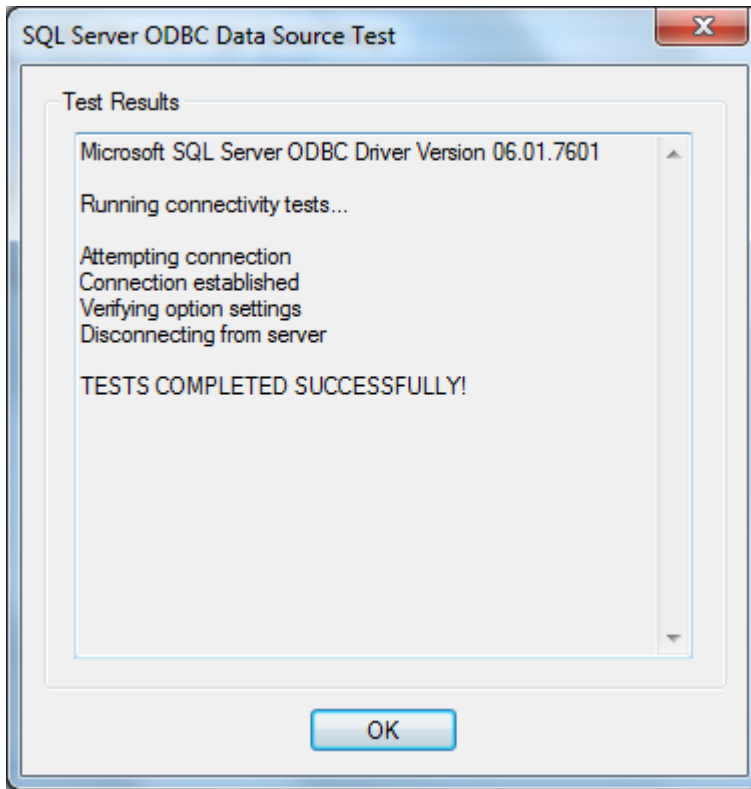 SQL Server ODBC Data Source Test
Test Results
Microsoft SQL Server ODBC Driver Version 06.01.7601
Running connectivity tests...
Attempting connection
Connection established
Verifying option settings
Disconnecting from server
TESTS COMPLETED SUCCESSFULLY!
OK